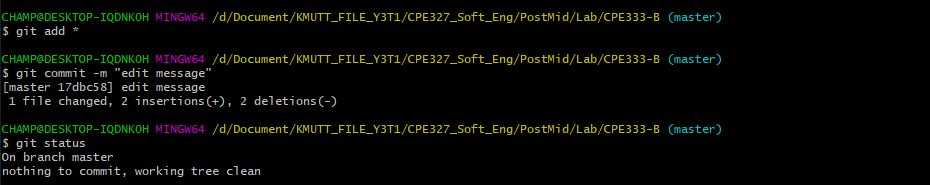 CHAMP@DESKTOP-IQDNKOH MINGW64 /d/Document/KMUTT_FILE_Y3T1/CPE327_Soft_Eng/PostMid/Lab/CPE333-B (master)
$ git add *
CHAMP@DESKTOP-IQDNKOH MINGW64 /d/Document/KMUTT_FILE_Y3T1/CPE327_Soft_Eng/PostMid/Lab/CPE333-B (master)
$ git commit -m "edit message"
[master 17dbc58] edit message
 1 file changed, 2 insertions(+), 2 deletions(-)
CHAMP@DESKTOP-IQDNKOH MINGW64 /d/Document/KMUTT_FILE_Y3T1/CPE327_Soft_Eng/PostMid/Lab/CPE333-B (master)
$ git status
On branch master
nothing to commit, working tree clean